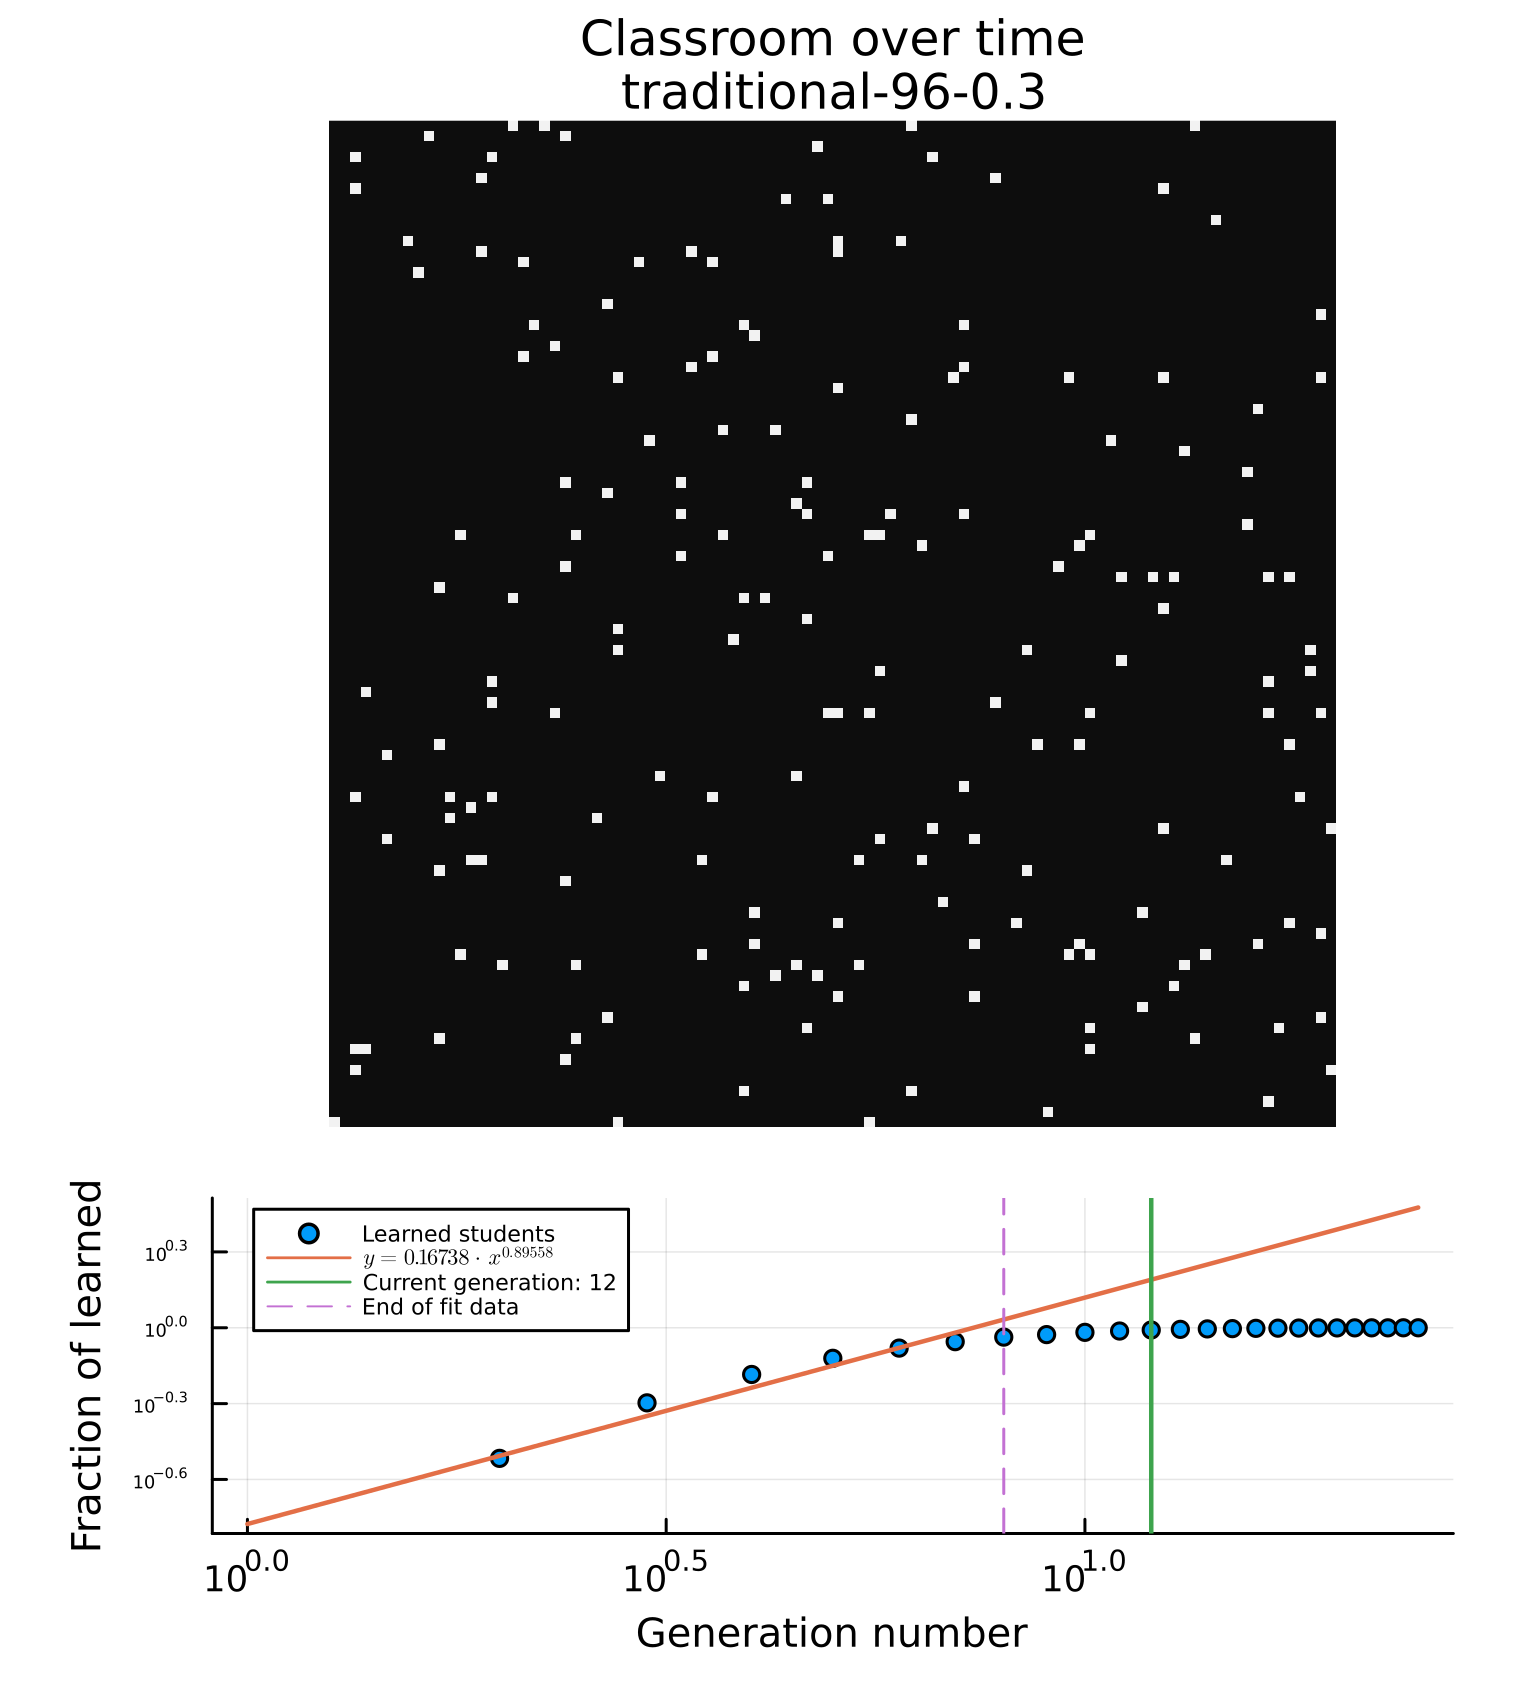 Classroom over time
traditional-96-0.3
Fraction of learned
10^0.3
10^0.0
10^−0.3
10^−0.6
Learned students
y = 0.16738 · x^0.89558
Current generation: 12
End of fit data
10^0.0 10^0.5 10^1.0
Generation number